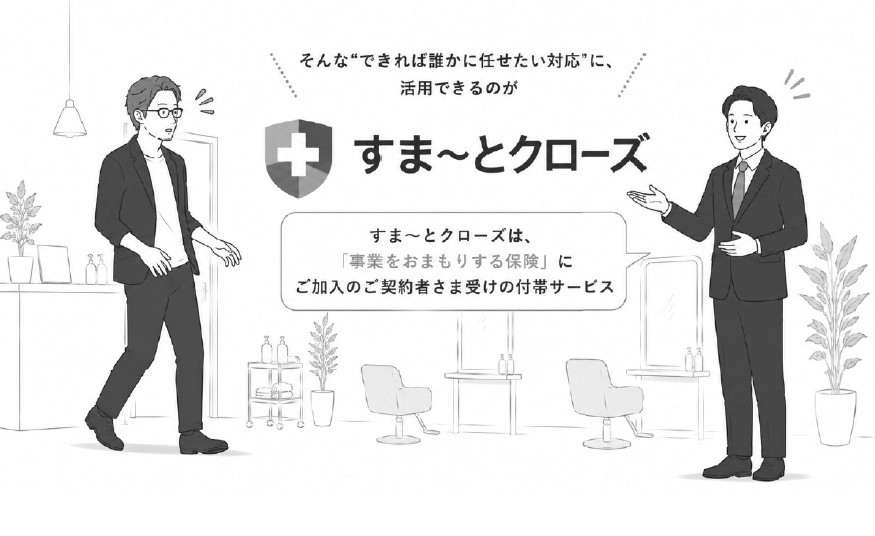 そんな“できれば誰かに任せたい対応”に、
活用できるのが
すま～とクローズ
すま～とクローズは、
「事業をおまもりする保険」に
ご加入のご契約者さま受けの付帯サービス